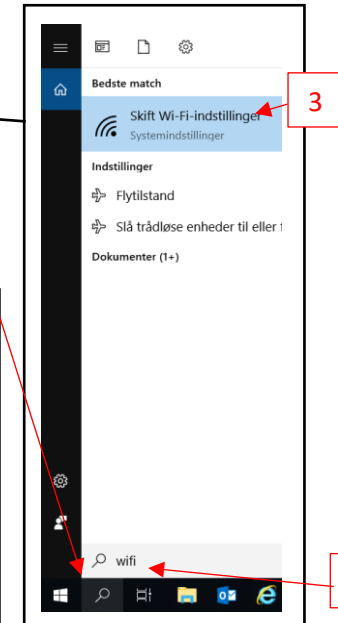 Bedste match
Skift Wi-Fi-indstillinger
Systemindstillinger
3
Indstillinger
Flytilstand
Slå trådløse enheder til eller f
Dokumenter (1+)
wifi